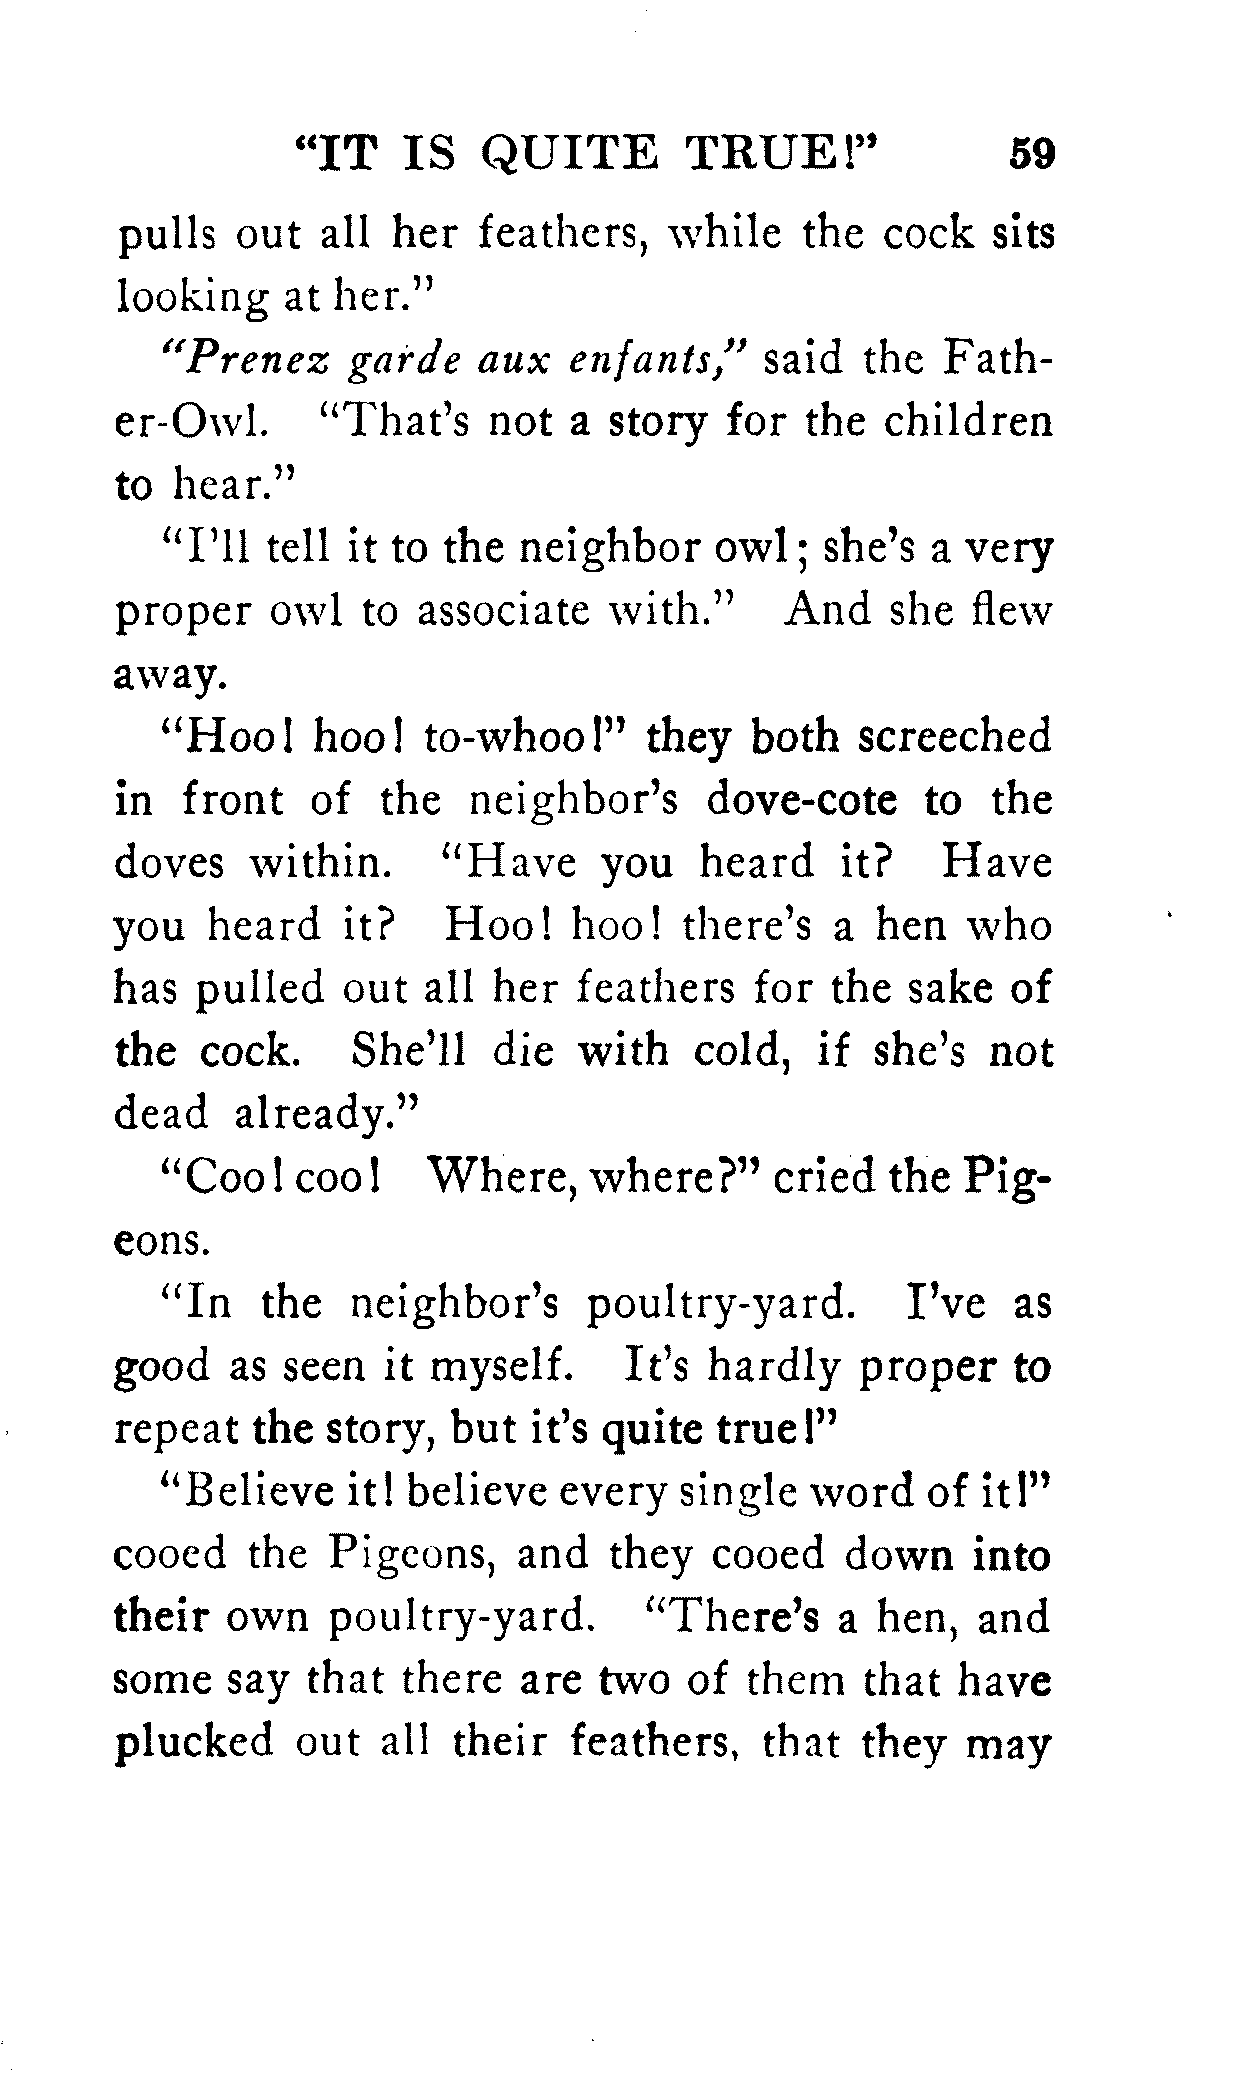 "IT IS QUITE TRUE!" 59
pulls out all her feathers, while the cock sits
looking at her."
"Prenez garde aux enfants," said the Fath-
er-Owl. "That's not a story for the children
to hear."
"I'll tell it to the neighbor owl; she's a very
proper owl to associate with." And she flew
away.
"Hoo! hoo! to-whoo!" they both screeched
in front of the neighbor's dove-cote to the
doves within. "Have you heard it? Have
you heard it? Hoo! hoo! there's a hen who
has pulled out all her feathers for the sake of
the cock. She'll die with cold, if she's not
dead already."
"Coo! coo! Where, where?" cried the Pig-
eons.
"In the neighbor's poultry-yard. I've as
good as seen it myself. It's hardly proper to
repeat the story, but it's quite true!"
"Believe it! believe every single word of it!"
cooed the Pigeons, and they cooed down into
their own poultry-yard. "There's a hen, and
some say that there are two of them that have
plucked out all their feathers, that they may